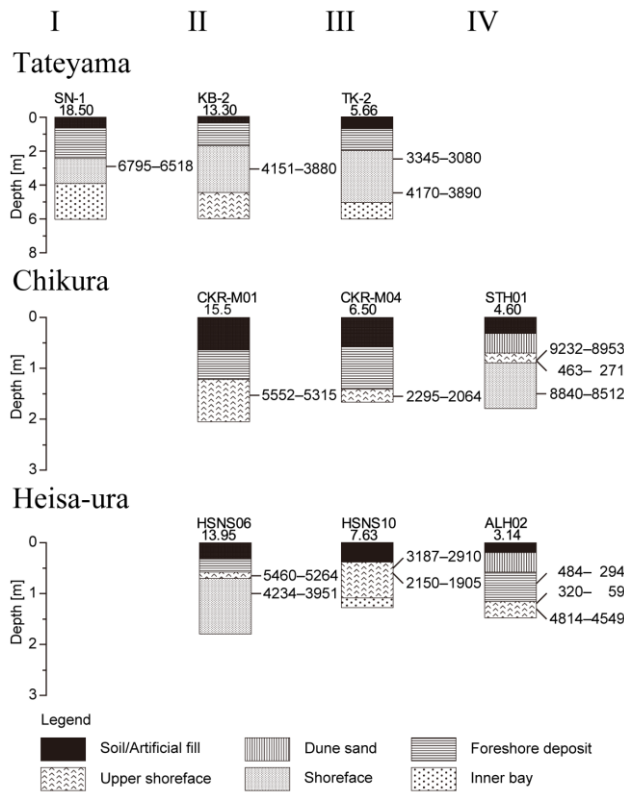 I II III IV
Tateyama
SN-1 KB-2 TK-2
18.50 13.30 5.66
0
2
4
6
8
Depth [m]
6795–6518
4151–3880
3345–3080
4170–3890
Chikura
CKR-M01 CKR-M04 STH01
15.5 6.50 4.60
0
1
2
3
Depth [m]
5552–5315
2295–2064
9232–8953
463– 271
8840–8512
Heisa-ura
HSNS06 HSNS10 ALH02
13.95 7.63 3.14
0
1
2
3
Depth [m]
5460–5264
4234–3951
3187–2910
2150–1905
484– 294
320– 59
4814–4549
Legend
Soil/Artificial fill Dune sand Foreshore deposit
Upper shoreface Shoreface Inner bay